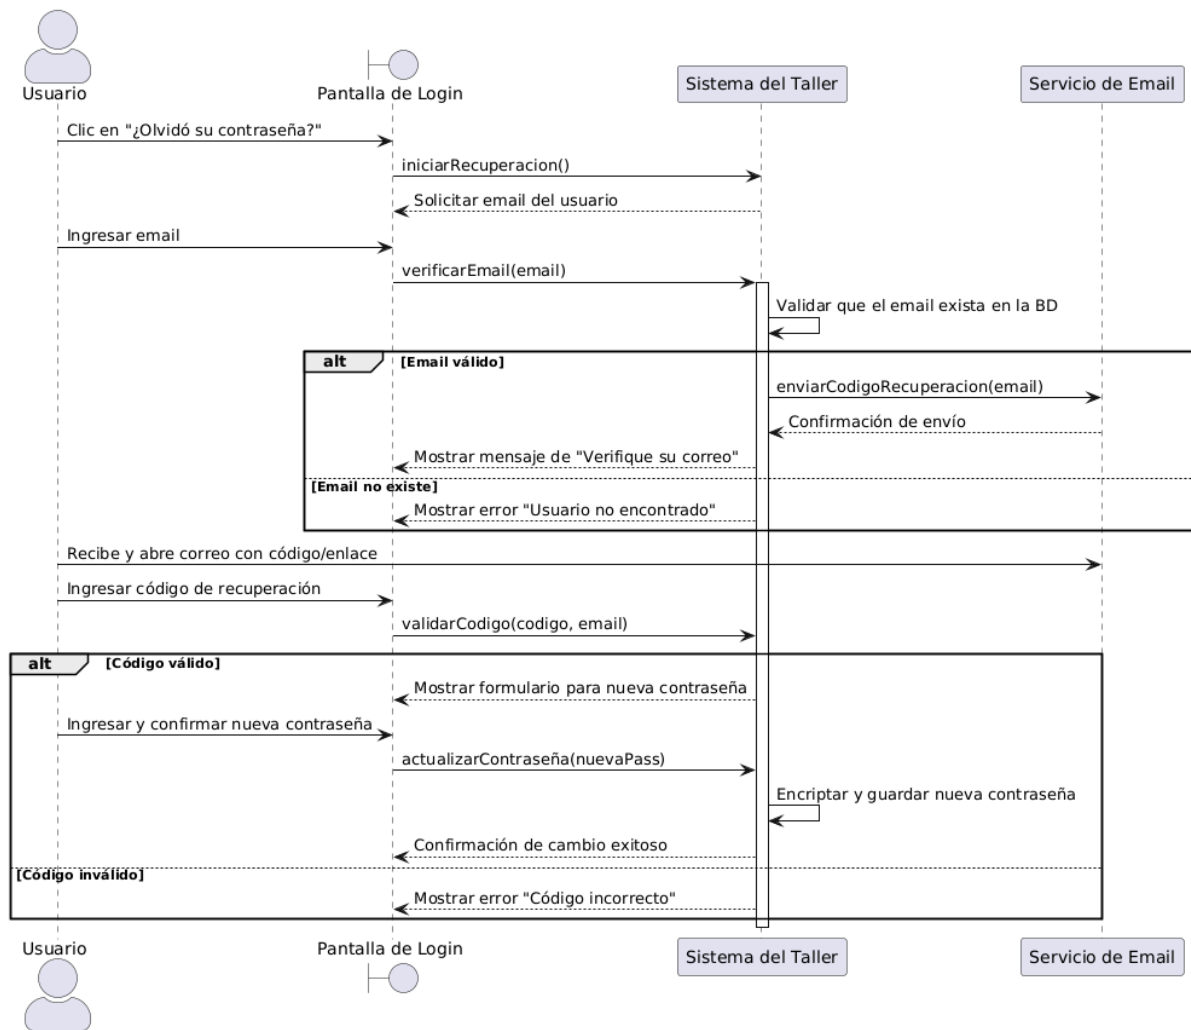 Usuario
Pantalla de Login
Sistema del Taller
Servicio de Email
Clic en "¿Olvidó su contraseña?"
iniciarRecuperacion()
Solicitar email del usuario
Ingresar email
verificarEmail(email)
Validar que el email exista en la BD
alt
[Email válido]
enviarCodigoRecuperacion(email)
Confirmación de envío
Mostrar mensaje de "Verifique su correo"
[Email no existe]
Mostrar error "Usuario no encontrado"
Recibe y abre correo con código/enlace
Ingresar código de recuperación
validarCodigo(codigo, email)
alt
[Código válido]
Mostrar formulario para nueva contraseña
Ingresar y confirmar nueva contraseña
actualizarContraseña(nuevaPass)
Encriptar y guardar nueva contraseña
Confirmación de cambio exitoso
[Código inválido]
Mostrar error "Código incorrecto"
Usuario
Pantalla de Login
Sistema del Taller
Servicio de Email